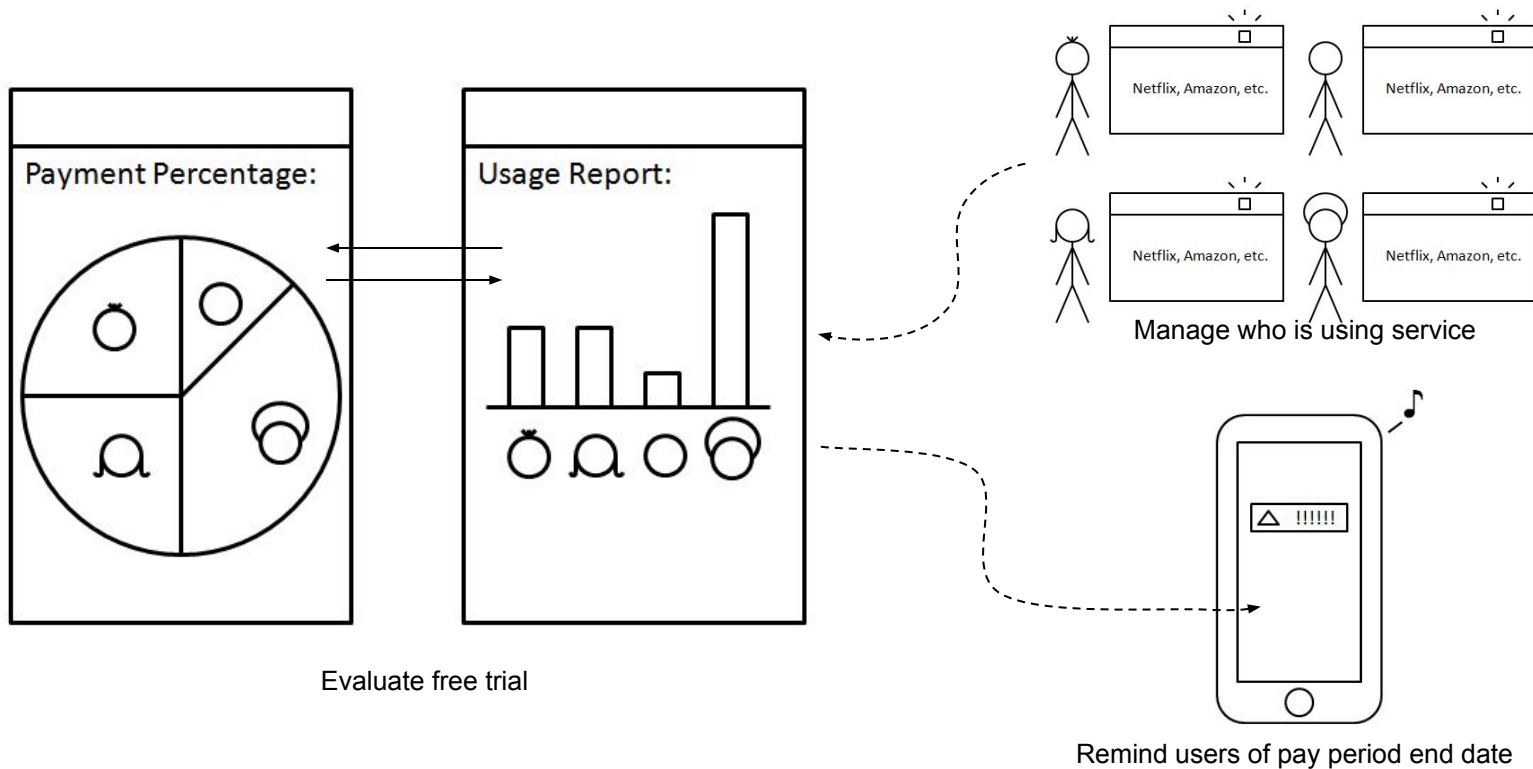 Payment Percentage:
Usage Report:
Evaluate free trial
Netflix, Amazon, etc.
Netflix, Amazon, etc.
Netflix, Amazon, etc.
Netflix, Amazon, etc.
Manage who is using service
!!!!!!
Remind users of pay period end date